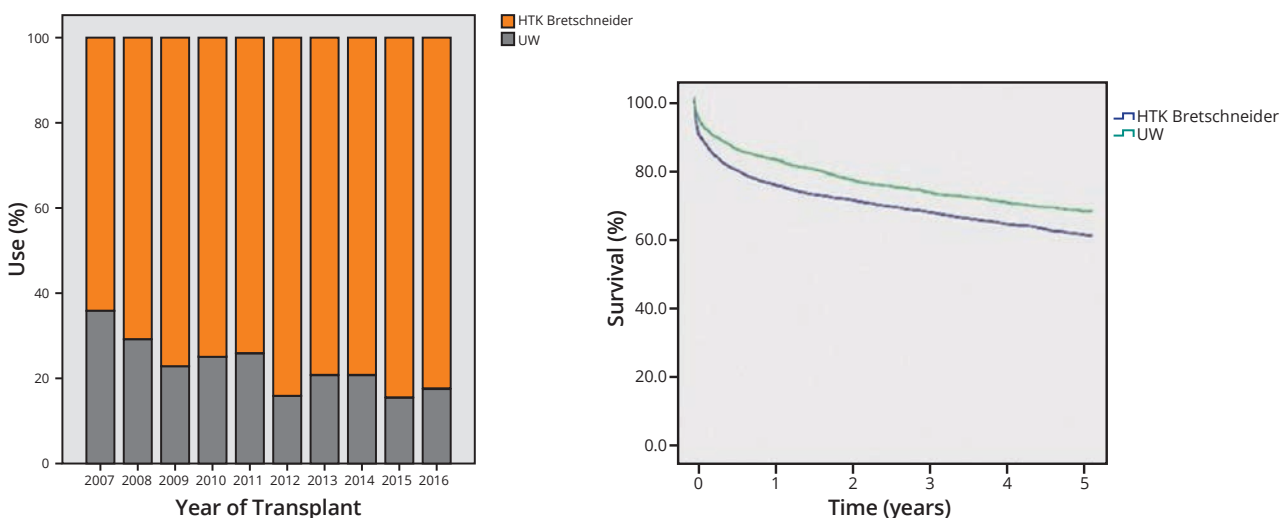 HTK Bretschneider
UW
100
80
60
40
20
0
Use (%)
2007 2008 2009 2010 2011 2012 2013 2014 2015 2016
Year of Transplant
HTK Bretschneider
UW
100.0
80.0
60.0
40.0
20.0
0.0
Survival (%)
0 1 2 3 4 5
Time (years)